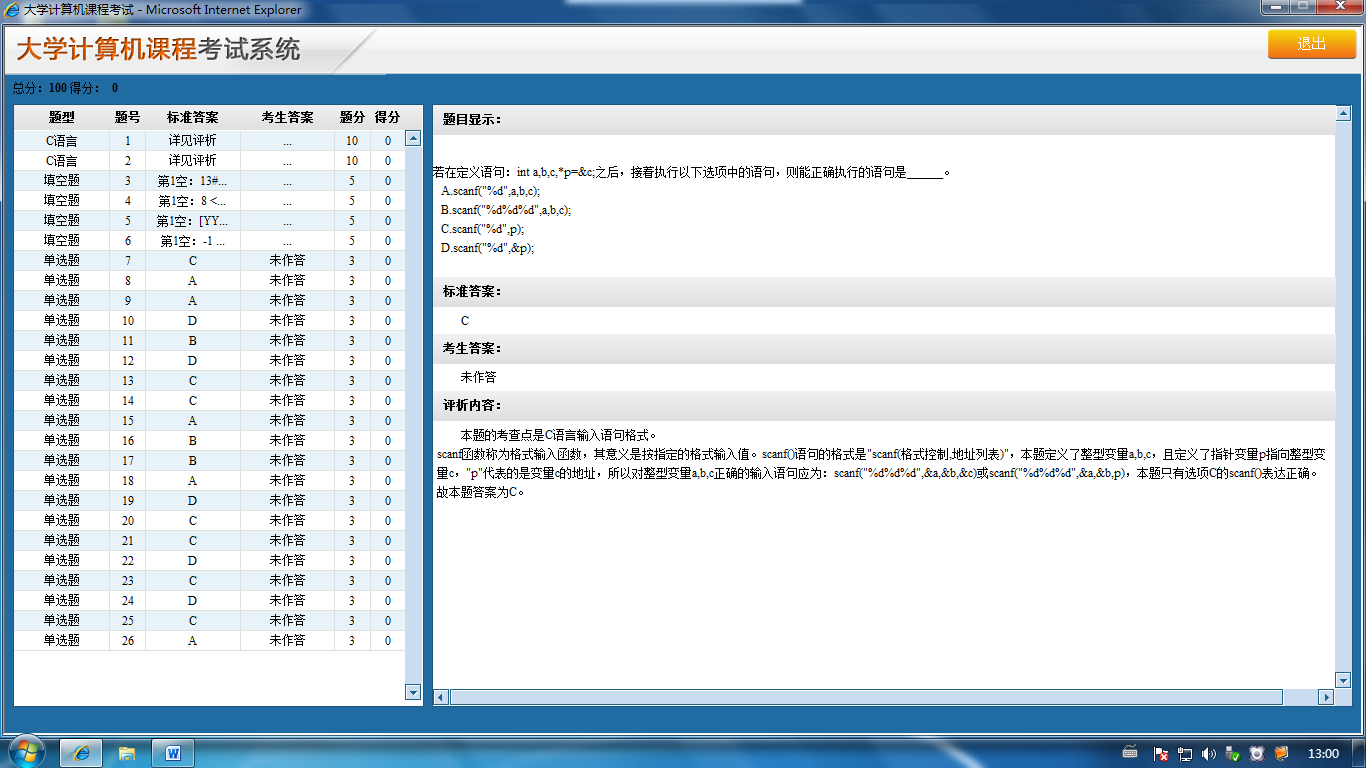 大学计算机课程考试 - Microsoft Internet Explorer
大学计算机课程考试系统
退出
总分：100 得分： 0
题型 题号 标准答案 考生答案 题分 得分
C语言 1 详见评析 ... 10 0
C语言 2 详见评析 ... 10 0
填空题 3 第1空：13#... ... 5 0
填空题 4 第1空：8 <... ... 5 0
填空题 5 第1空：[YY... ... 5 0
填空题 6 第1空：-1 ... ... 5 0
单选题 7 C 未作答 3 0
单选题 8 A 未作答 3 0
单选题 9 A 未作答 3 0
单选题 10 D 未作答 3 0
单选题 11 B 未作答 3 0
单选题 12 D 未作答 3 0
单选题 13 C 未作答 3 0
单选题 14 C 未作答 3 0
单选题 15 A 未作答 3 0
单选题 16 B 未作答 3 0
单选题 17 B 未作答 3 0
单选题 18 A 未作答 3 0
单选题 19 D 未作答 3 0
单选题 20 C 未作答 3 0
单选题 21 C 未作答 3 0
单选题 22 D 未作答 3 0
单选题 23 C 未作答 3 0
单选题 24 D 未作答 3 0
单选题 25 C 未作答 3 0
单选题 26 A 未作答 3 0
题目显示：
若在定义语句：int a,b,c,*p=&c;之后，接着执行以下选项中的语句，则能正确执行的语句是______。
A.scanf("%d",a,b,c);
B.scanf("%d%d%d",a,b,c);
C.scanf("%d",p);
D.scanf("%d",&p);
标准答案：
C
考生答案：
未作答
评析内容：
本题的考查点是C语言输入语句格式。
scanf函数称为格式输入函数，其意义是按指定的格式输入值。scanf()语句的格式是"scanf(格式控制,地址列表)"，本题定义了整型变量a,b,c，且定义了指针变量p指向整型变
量c，"p"代表的是变量c的地址，所以对整型变量a,b,c正确的输入语句应为：scanf("%d%d%d",&a,&b,&c)或scanf("%d%d%d",&a,&b,p)，本题只有选项C的scanf()表达正确。
故本题答案为C。
13:00